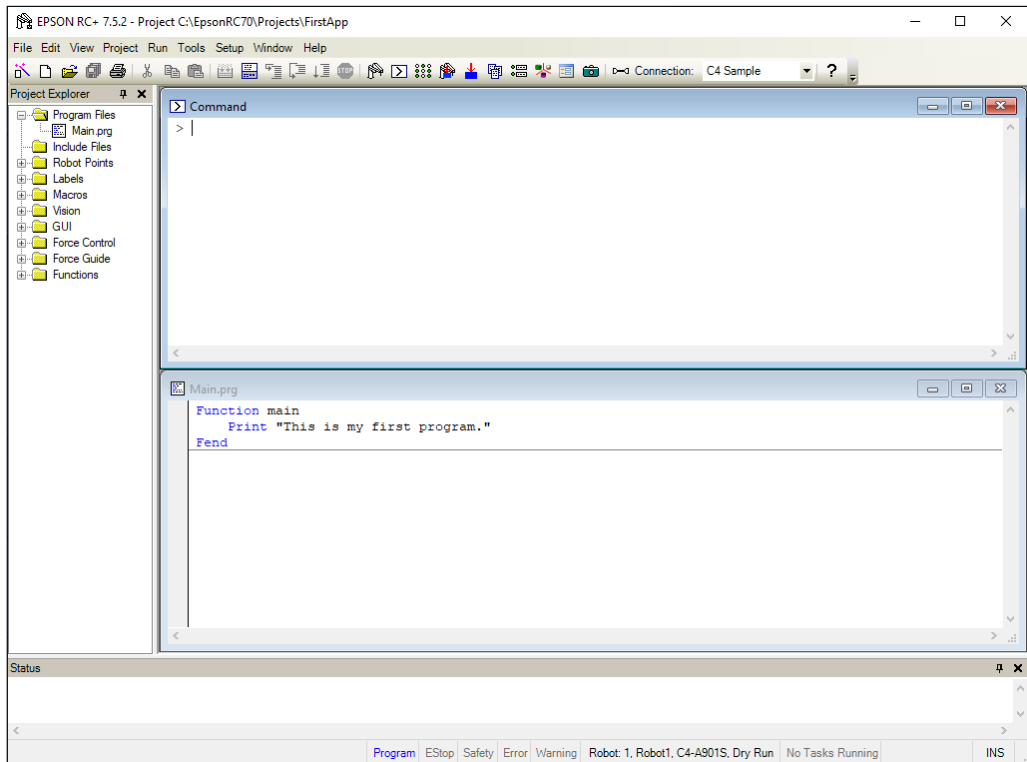 EPSON RC+ 7.5.2 - Project C:\EpsonRC70\Projects\FirstApp
File Edit View Project Run Tools Setup Window Help
STOP Connection: C4 Sample ?
Project Explorer
Program Files
Main.prg
Include Files
Robot Points
Labels
Macros
Vision
GUI
Force Control
Force Guide
Functions
Command
>
Main.prg
Function main
Print "This is my first program."
Fend
Status
Program EStop Safety Error Warning Robot: 1, Robot1, C4-A901S, Dry Run No Tasks Running INS